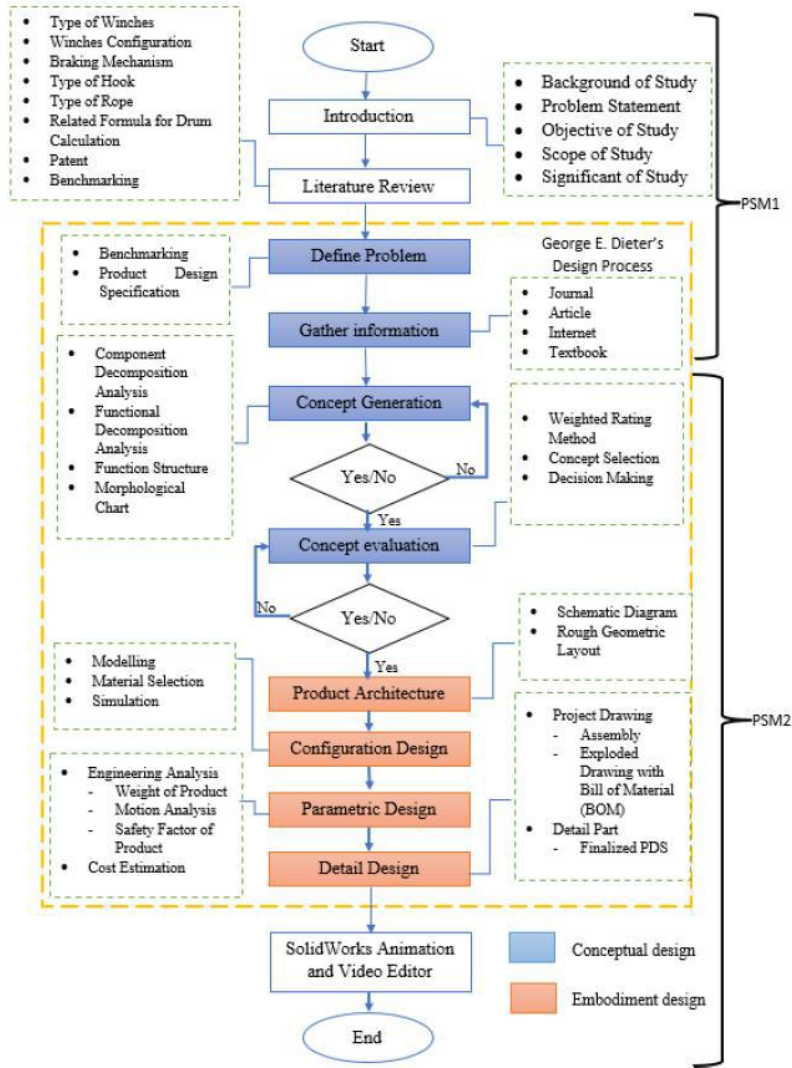 • Type of Winches
• Winches Configuration
• Braking Mechanism
• Type of Hook
• Type of Rope
• Related Formula for Drum
Calculation
• Patent
• Benchmarking
Start
Introduction
• Background of Study
• Problem Statement
• Objective of Study
• Scope of Study
• Significant of Study
Literature Review
PSM1
George E. Dieter's
Design Process
• Benchmarking
• Product Design
Specification
Define Problem
Gather information
• Journal
• Article
• Internet
• Textbook
• Component
Decomposition
Analysis
• Functional
Decomposition
Analysis
• Function Structure
• Morphological
Chart
Concept Generation
Yes/No
No
Yes
• Weighted Rating
Method
• Concept Selection
• Decision Making
Concept evaluation
Yes/No
No
Yes
• Schematic Diagram
• Rough Geometric
Layout
Product Architecture
• Modelling
• Material Selection
• Simulation
Configuration Design
PSM2
• Engineering Analysis
- Weight of Product
- Motion Analysis
- Safety Factor of
Product
• Cost Estimation
Parametric Design
• Project Drawing
- Assembly
- Exploded
Drawing with
Bill of Material
(BOM)
• Detail Part
- Finalized PDS
Detail Design
SolidWorks Animation
and Video Editor
End
Conceptual design
Embodiment design